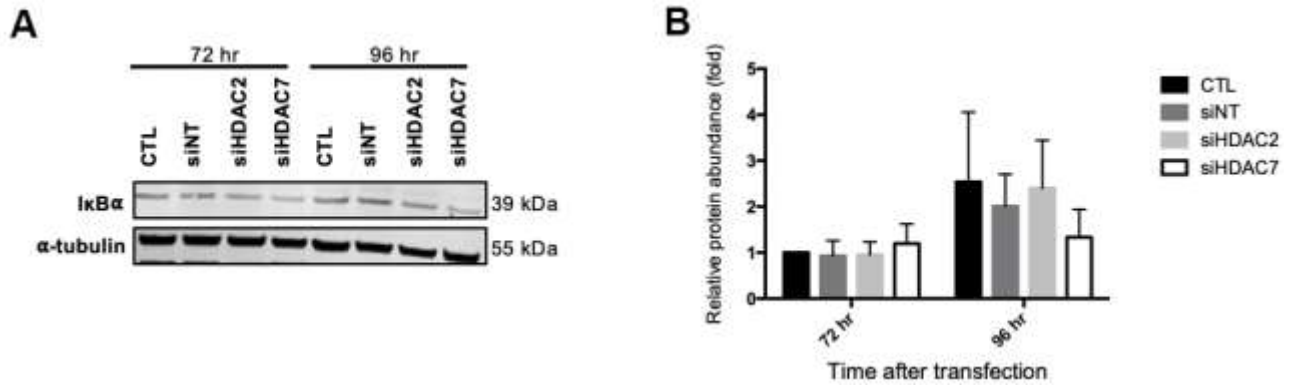 A
72 hr 96 hr
CTL siNT siHDAC2 siHDAC7 CTL siNT siHDAC2 siHDAC7
IκBα 39 kDa
α-tubulin 55 kDa
B
Relative protein abundance (fold)
5
4
3
2
1
0
72 hr 96 hr
Time after transfection
CTL
siNT
siHDAC2
siHDAC7